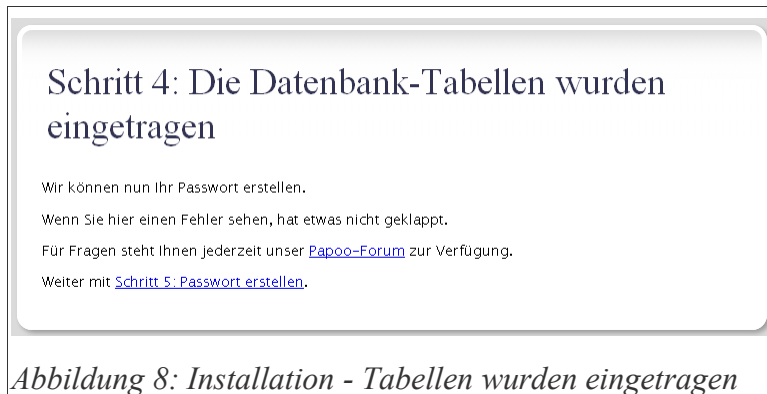 Schritt 4: Die Datenbank-Tabellen wurden
eingetragen
Wir können nun Ihr Passwort erstellen.
Wenn Sie hier einen Fehler sehen, hat etwas nicht geklappt.
Für Fragen steht Ihnen jederzeit unser Papoo-Forum zur Verfügung.
Weiter mit Schritt 5: Passwort erstellen.
Abbildung 8: Installation - Tabellen wurden eingetragen